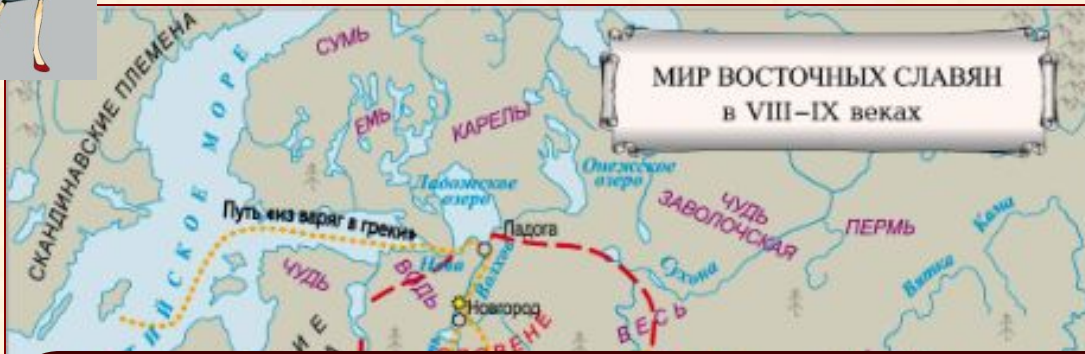 МИР ВОСТОЧНЫХ СЛАВЯН
в VIII–IX веках
СКАНДИНАВСКИЕ ПЛЕМЕНА
МОРЕ
СУМЬ
ЕМЬ
КАРЕЛЫ
Ладожское
озеро
Онежское
озеро
ЧУДЬ
ЗАВОЛОЧСКАЯ
ПЕРМЬ
Кама
Вятка
Сухона
Путь «из варяг в греки»
Ладога
Нева
Волхов
ЧУДЬ
ВОДЬ
Новгород
ВЕСЬ